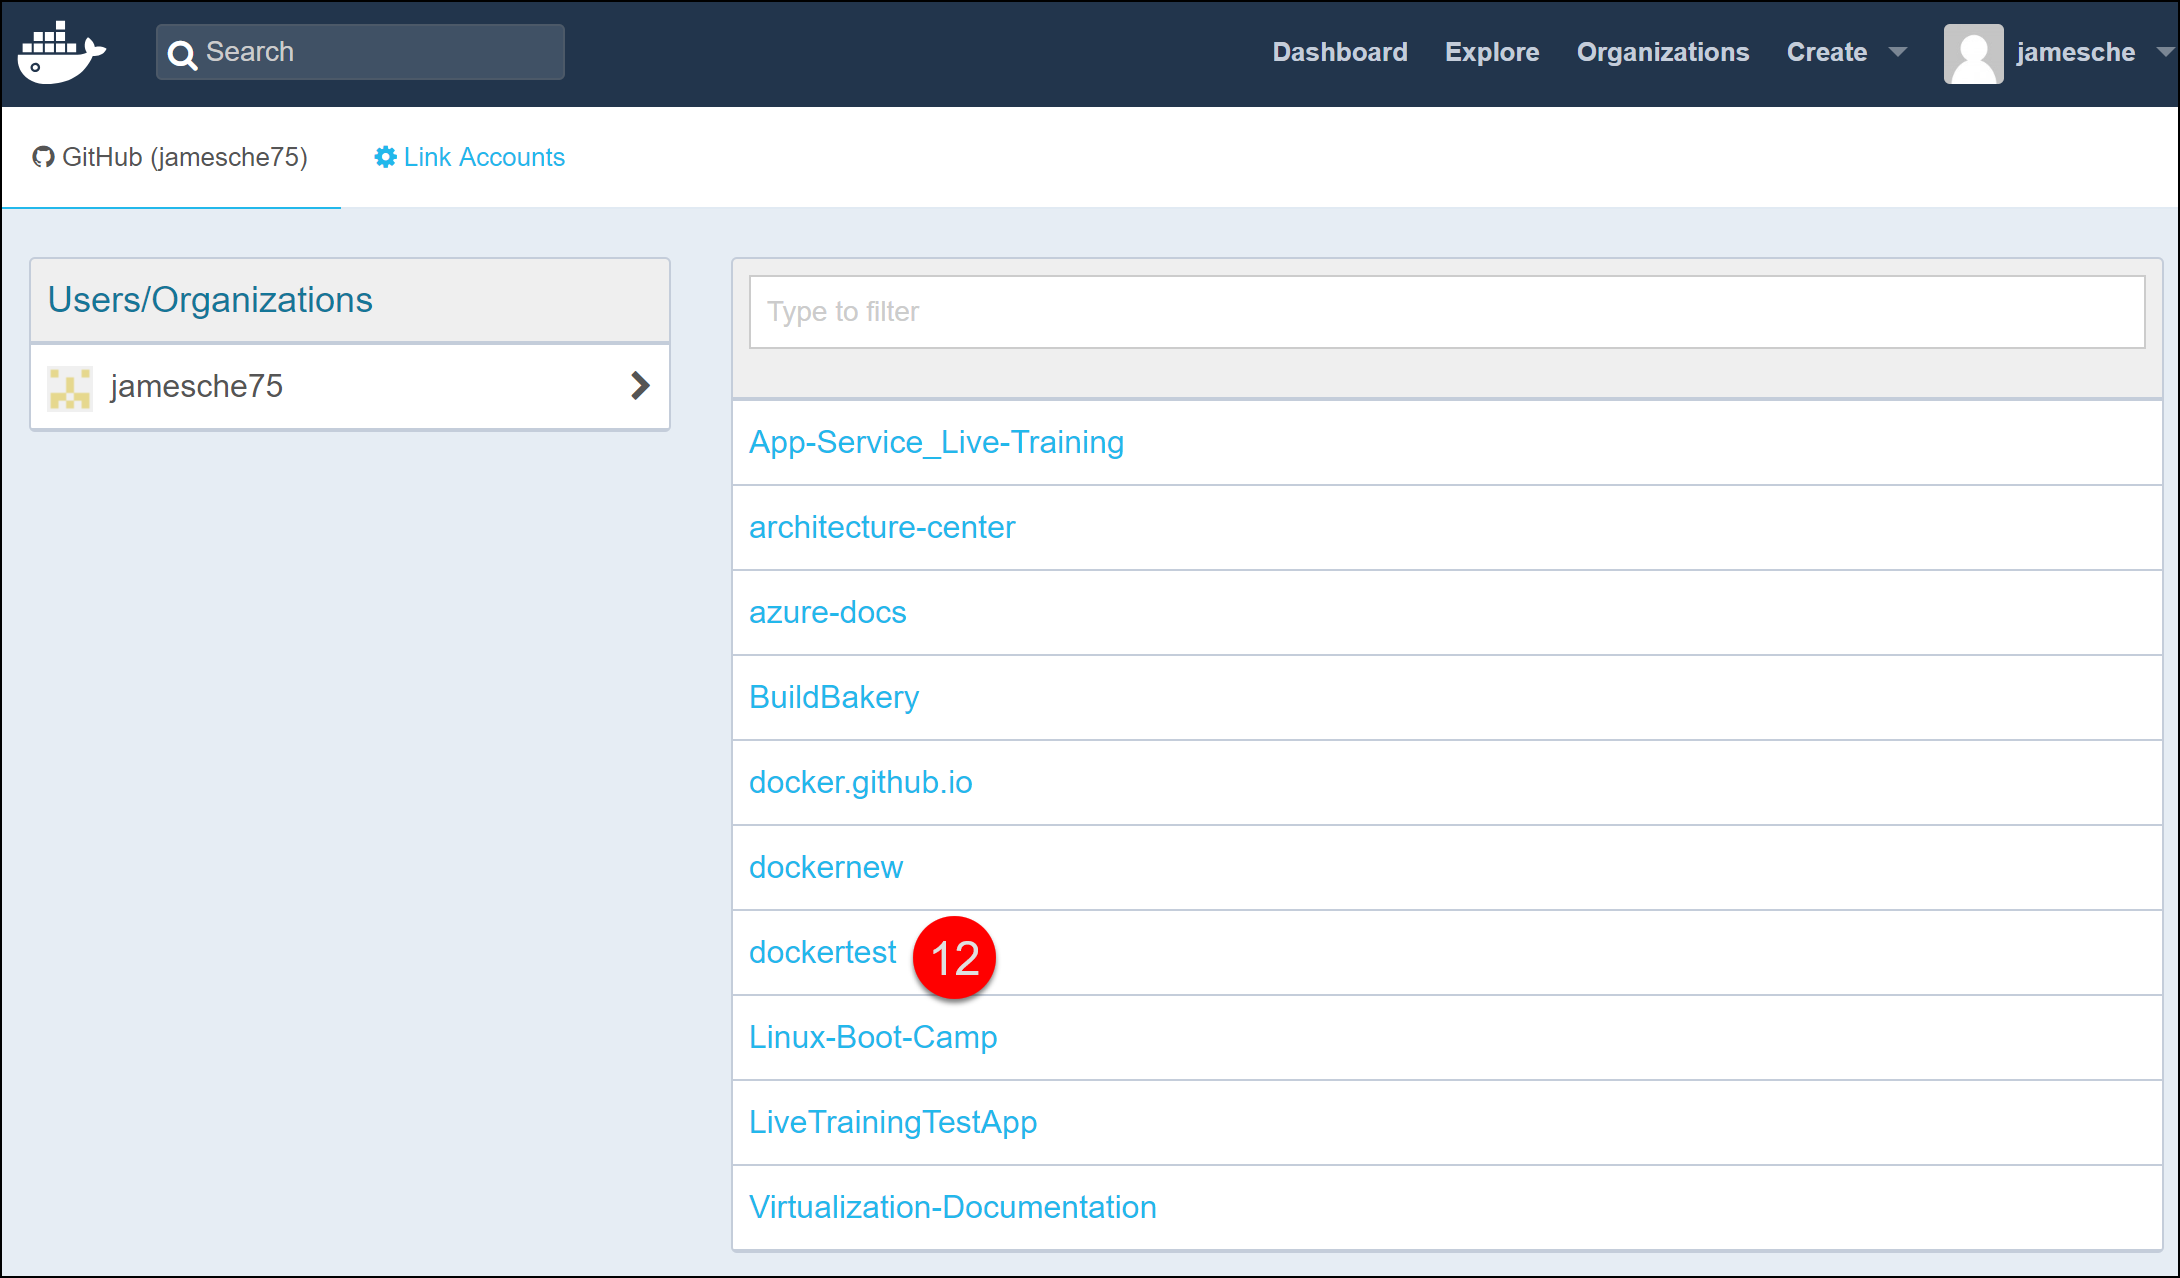 Search
Dashboard
Explore
Organizations
Create
jamesche
GitHub (jamesche75)
Link Accounts
Users/Organizations
jamesche75
Type to filter
App-Service_Live-Training
architecture-center
azure-docs
BuildBakery
docker.github.io
dockernew
dockertest 12
Linux-Boot-Camp
LiveTrainingTestApp
Virtualization-Documentation